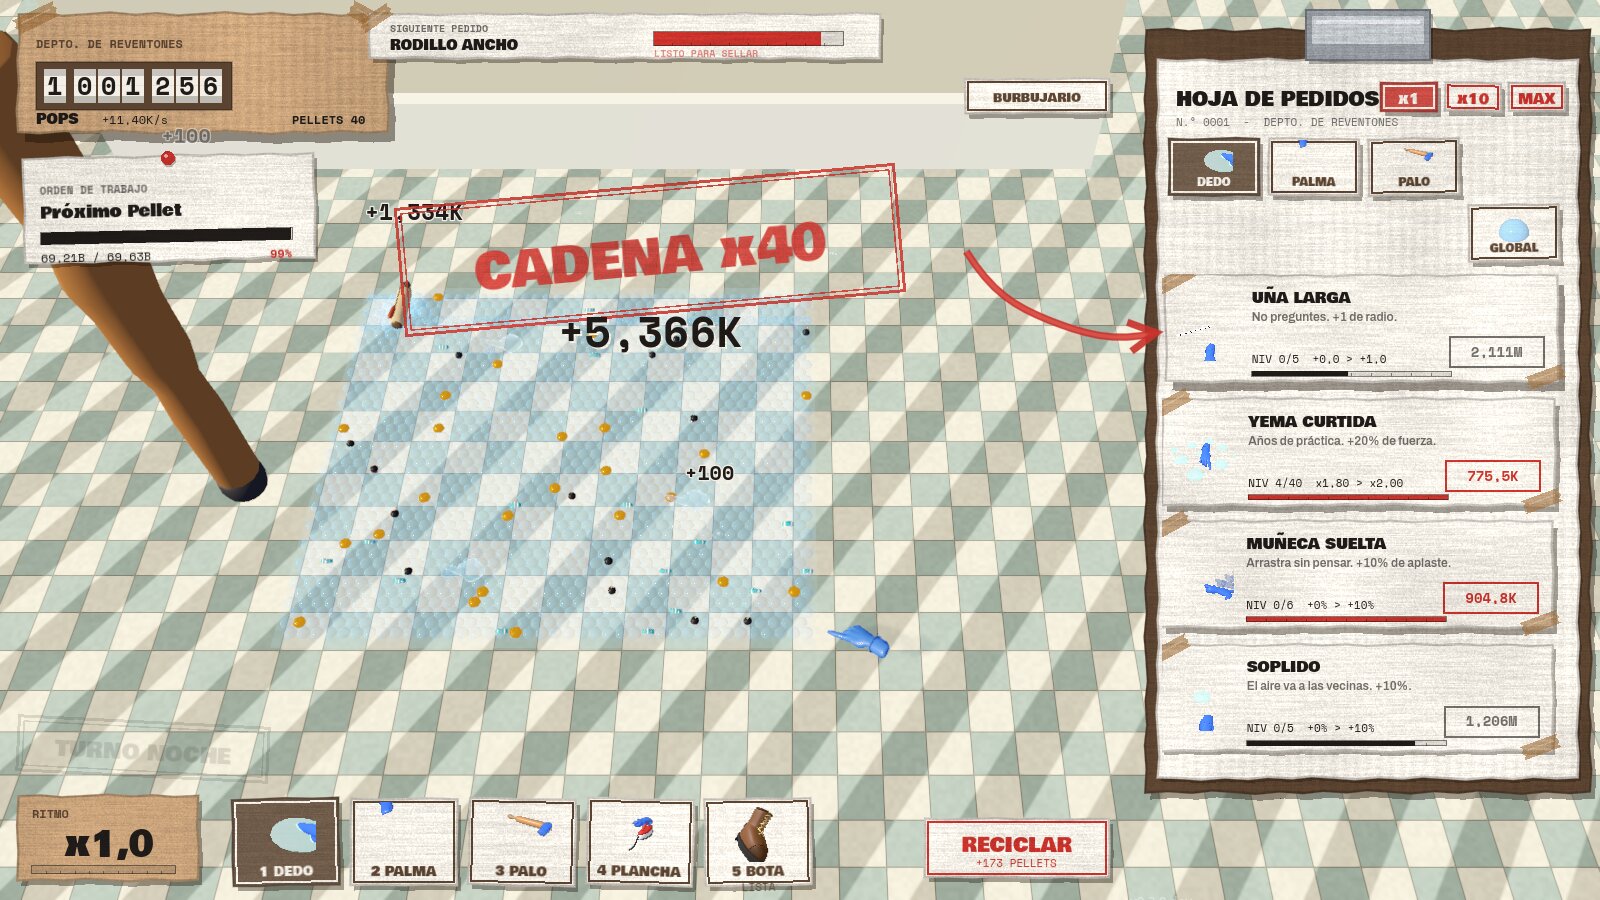 DEPTO. DE REVENTONES
1 001 256
POPS +11,40K/s PELLETS 40
+100
SIGUIENTE PEDIDO
RODILLO ANCHO
LISTO PARA SELLAR
BURBUJARIO
ORDEN DE TRABAJO
Próximo Pellet
69,21B / 69,63B 99%
+1,334K
CADENA x40
+5,366K
+100
TURNO NOCHE
RITMO
x1,0
1 DEDO
2 PALMA
3 PALO
4 PLANCHA
5 BOTA
LISTA
RECICLAR
+173 PELLETS
HOJA DE PEDIDOS x1 x10 MAX
N.° 0001 - DEPTO. DE REVENTONES
DEDO PALMA PALO
GLOBAL
UÑA LARGA
No preguntes. +1 de radio.
NIV 0/5 +0,0 > +1,0 2,111M
YEMA CURTIDA
Años de práctica. +20% de fuerza.
NIV 4/40 x1,80 > x2,00 775,5K
MUÑECA SUELTA
Arrastra sin pensar. +10% de aplaste.
NIV 0/6 +0% > +10% 904,8K
SOPLIDO
El aire va a las vecinas. +10%.
NIV 0/5 +0% > +10% 1,206M